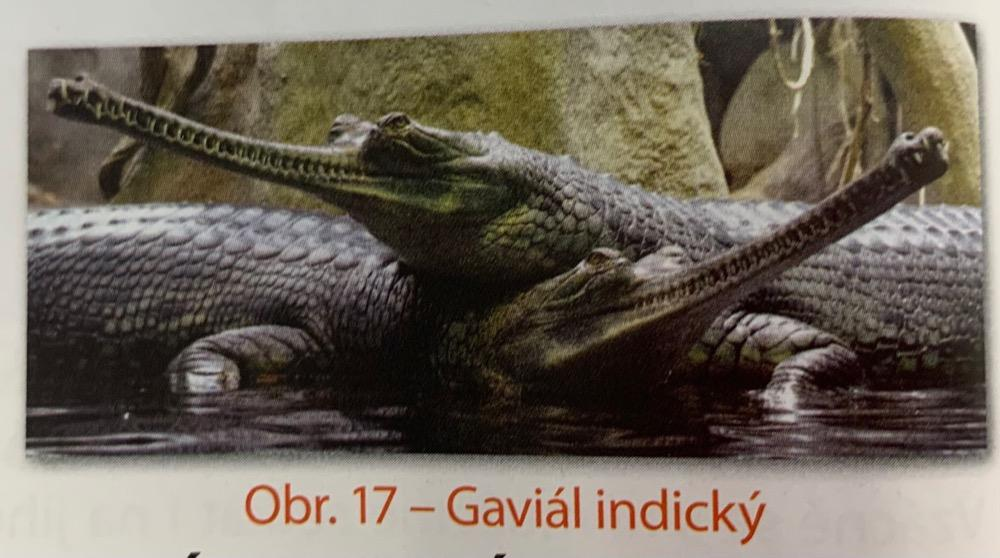 Obr. 17 – Gaviál indický